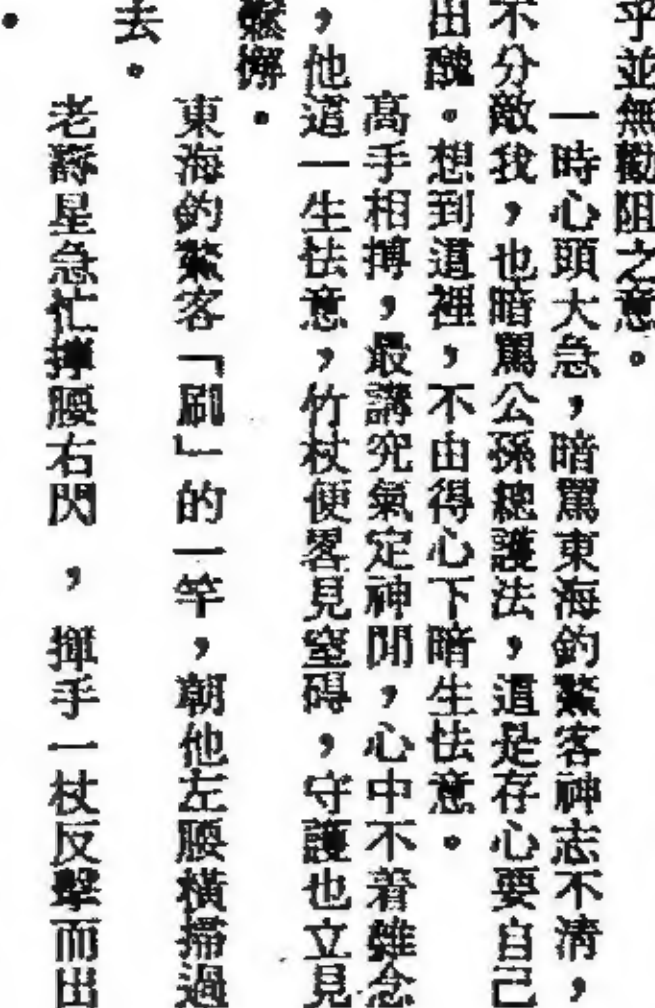 乎並無勸阻之意。
一時心頭大急，暗罵東海釣鰲客神志不清，
不分敵我，也暗罵公孫總護法，這是存心要自己
出醜。想到這裡，不由得心下暗生怯意。
高手相搏，最講究氣定神閒，心中不着雜念
，他這一生怯意，竹杖便畧見窒碍，守護也立見
鬆懈。
東海釣鰲客「刷」的一竿，朝他左腰橫掃過
去。
老壽星急忙擰腰右閃，揮手一杖反擊而出
。